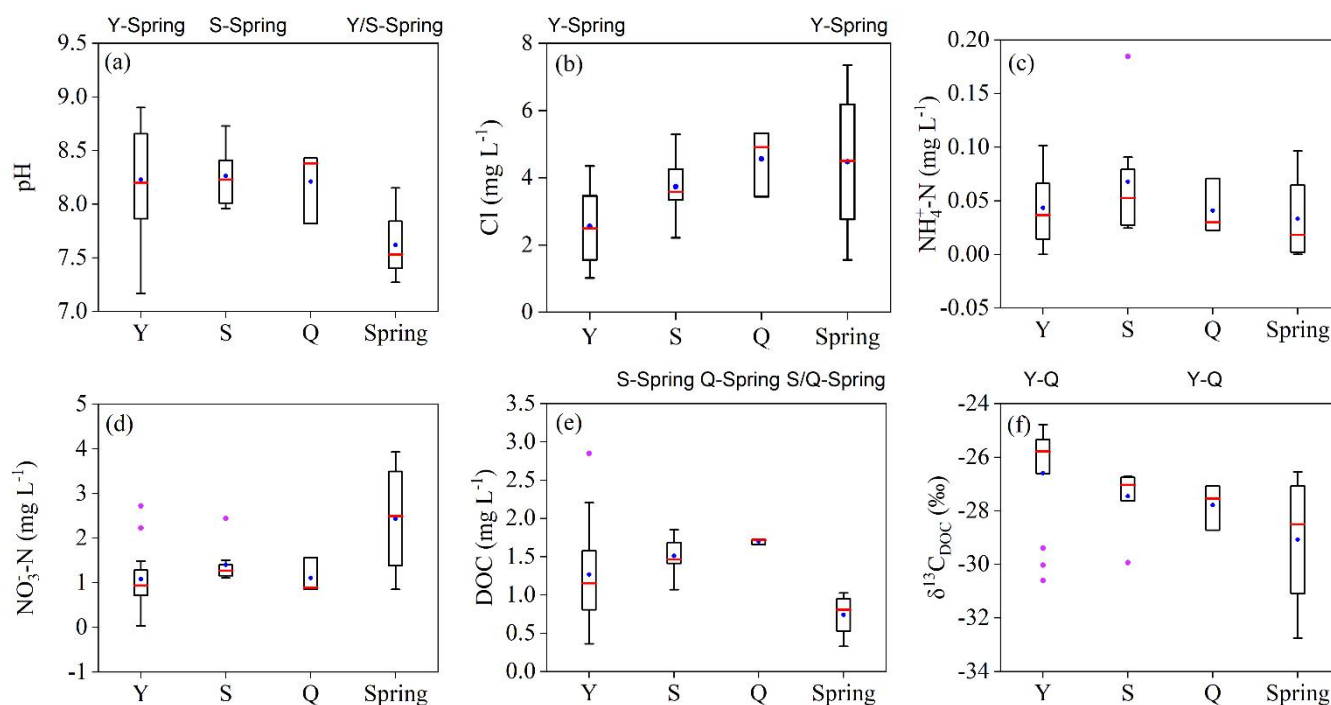 Y-Spring S-Spring Y/S-Spring
(a)
pH
9.5
9.0
8.5
8.0
7.5
7.0
Y S Q Spring
Y-Spring Y-Spring
(b)
Cl (mg L⁻¹)
8
6
4
2
0
Y S Q Spring
(c)
NH₄⁺-N (mg L⁻¹)
0.20
0.15
0.10
0.05
0.00
-0.05
Y S Q Spring
(d)
NO₃⁻-N (mg L⁻¹)
5
4
3
2
1
0
-1
Y S Q Spring
S-Spring Q-Spring S/Q-Spring
(e)
DOC (mg L⁻¹)
3.5
3.0
2.5
2.0
1.5
1.0
0.5
0.0
Y S Q Spring
Y-Q Y-Q
(f)
δ¹³C_DOC (‰)
-24
-26
-28
-30
-32
-34
Y S Q Spring